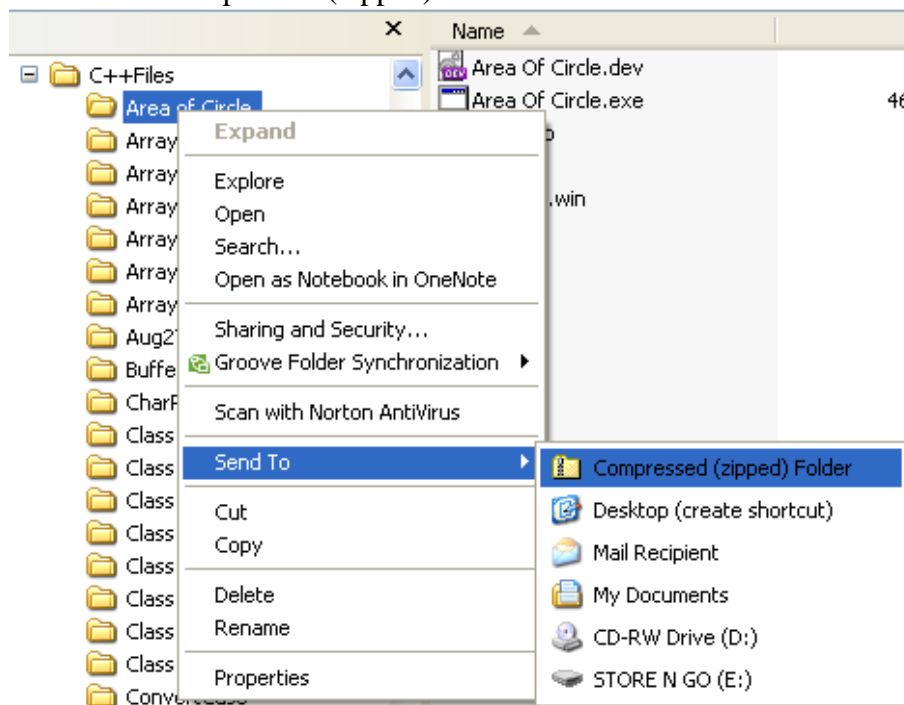 Name
C++Files
Area of Circle
Array
Array
Array
Array
Array
Array
Aug2
Buffe
Class
Class
Class
Class
Class
Class
Class
Class
Area Of Circle.dev
Area Of Circle.exe
46
.win
Expand
Explore
Open
Search...
Open as Notebook in OneNote
Sharing and Security...
Groove Folder Synchronization
Scan with Norton AntiVirus
Send To
Cut
Copy
Delete
Rename
Properties
Compressed (zipped) Folder
Desktop (create shortcut)
Mail Recipient
My Documents
CD-RW Drive (D:)
STORE N GO (E:)